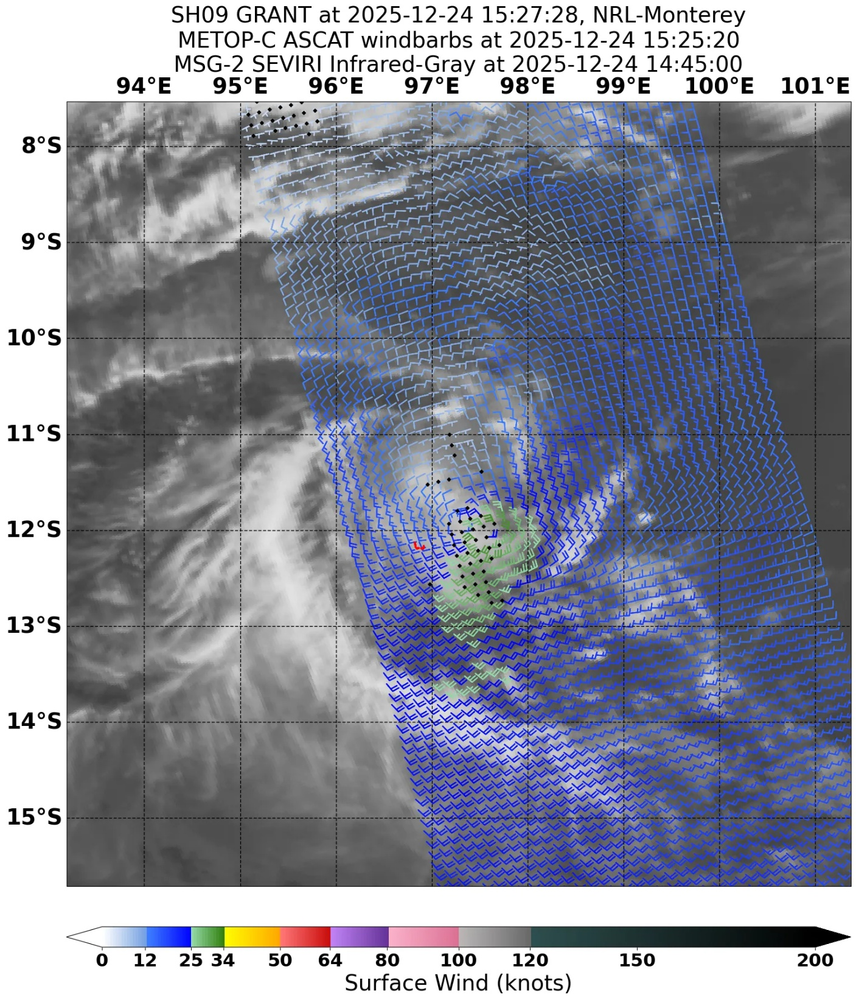 SH09 GRANT at 2025-12-24 15:27:28, NRL-Monterey
METOP-C ASCAT windbarbs at 2025-12-24 15:25:20
MSG-2 SEVIRI Infrared-Gray at 2025-12-24 14:45:00
94°E 95°E 96°E 97°E 98°E 99°E 100°E 101°E
8°S
9°S
10°S
11°S
12°S
13°S
14°S
15°S
0 12 25 34 50 64 80 100 120 150 200
Surface Wind (knots)